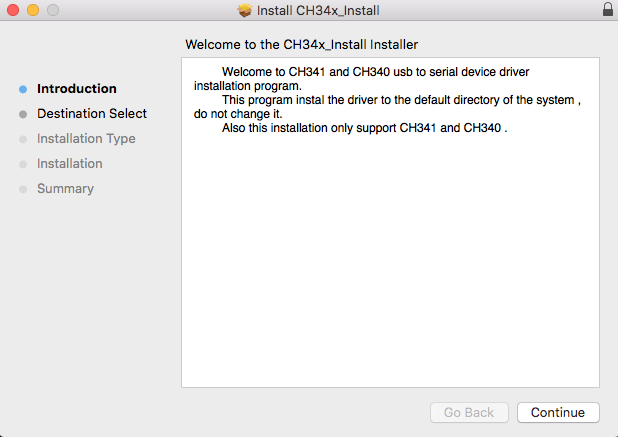 Install CH34x_Install
Welcome to the CH34x_Install Installer
Introduction
Destination Select
Installation Type
Installation
Summary
Welcome to CH341 and CH340 usb to serial device driver
installation program.
This program instal the driver to the default directory of the system ,
do not change it.
Also this installation only support CH341 and CH340 .
Go Back
Continue